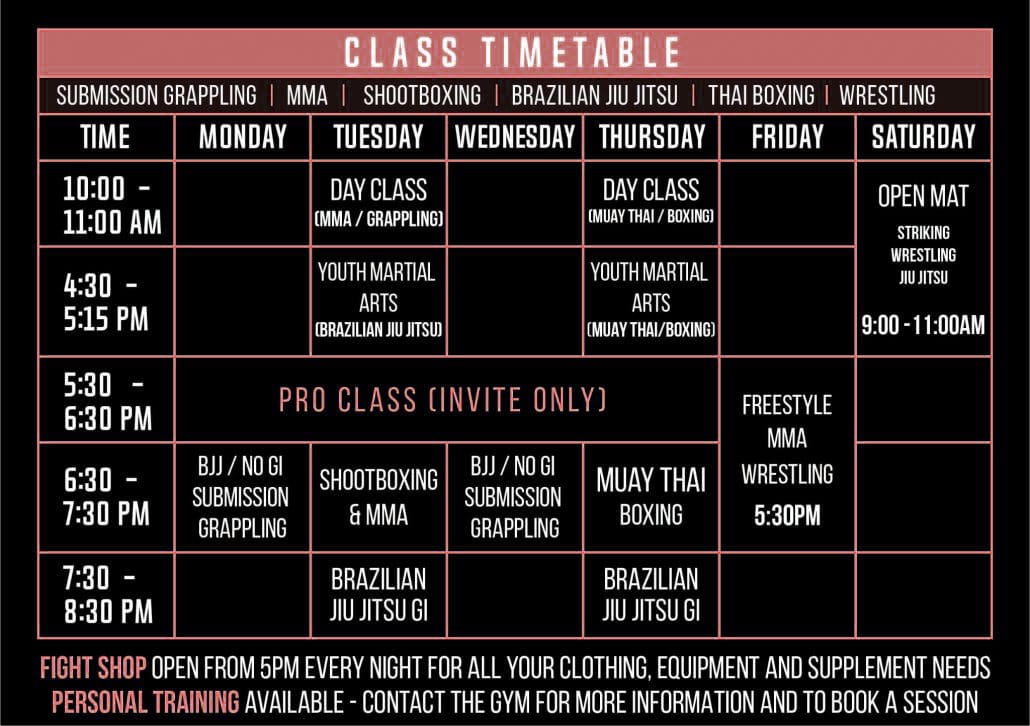 CLASS TIMETABLE
SUBMISSION GRAPPLING | MMA | SHOOTBOXING | BRAZILIAN JIU JITSU | THAI BOXING | WRESTLING
TIME MONDAY TUESDAY WEDNESDAY THURSDAY FRIDAY SATURDAY
10:00 -
11:00 AM
DAY CLASS
(MMA / GRAPPLING)
DAY CLASS
(MUAY THAI / BOXING)
OPEN MAT
STRIKING
WRESTLING
JIU JITSU
9:00 -11:00AM
4:30 -
5:15 PM
YOUTH MARTIAL
ARTS
(BRAZILIAN JIU JITSU)
YOUTH MARTIAL
ARTS
(MUAY THAI/BOXING)
5:30 -
6:30 PM
PRO CLASS (INVITE ONLY)
FREESTYLE
MMA
WRESTLING
5:30PM
6:30 -
7:30 PM
BJJ / NO GI
SUBMISSION
GRAPPLING
SHOOTBOXING
& MMA
BJJ / NO GI
SUBMISSION
GRAPPLING
MUAY THAI
BOXING
7:30 -
8:30 PM
BRAZILIAN
JIU JITSU GI
BRAZILIAN
JIU JITSU GI
FIGHT SHOP OPEN FROM 5PM EVERY NIGHT FOR ALL YOUR CLOTHING, EQUIPMENT AND SUPPLEMENT NEEDS
PERSONAL TRAINING AVAILABLE - CONTACT THE GYM FOR MORE INFORMATION AND TO BOOK A SESSION